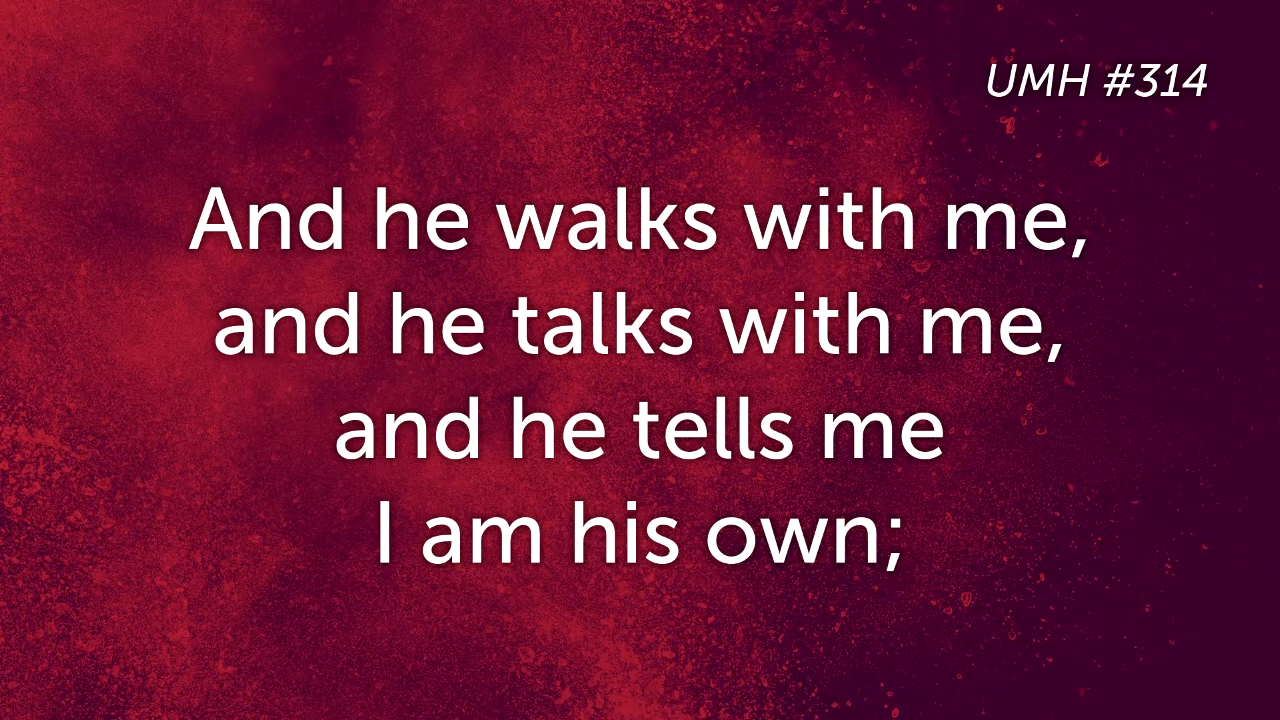 UMH #314
And he walks with me,
and he talks with me,
and he tells me
I am his own;